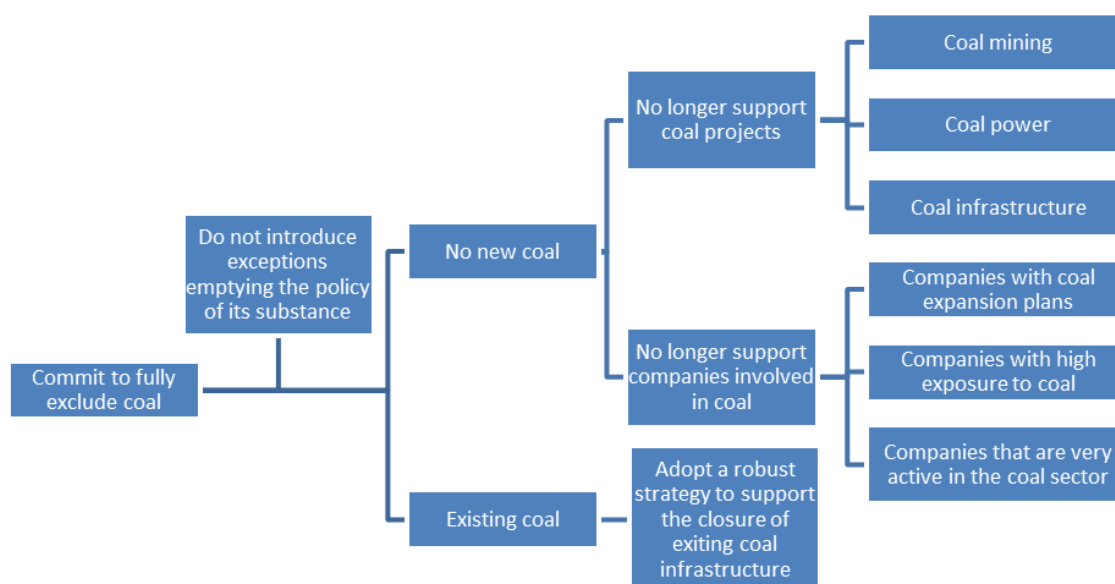 Commit to fully
exclude coal
Do not introduce
exceptions
emptying the policy
of its substance
No new coal
Existing coal
No longer support
coal projects
No longer support
companies involved
in coal
Adopt a robust
strategy to support
the closure of
exiting coal
infrastructure
Coal mining
Coal power
Coal infrastructure
Companies with coal
expansion plans
Companies with high
exposure to coal
Companies that are very
active in the coal sector